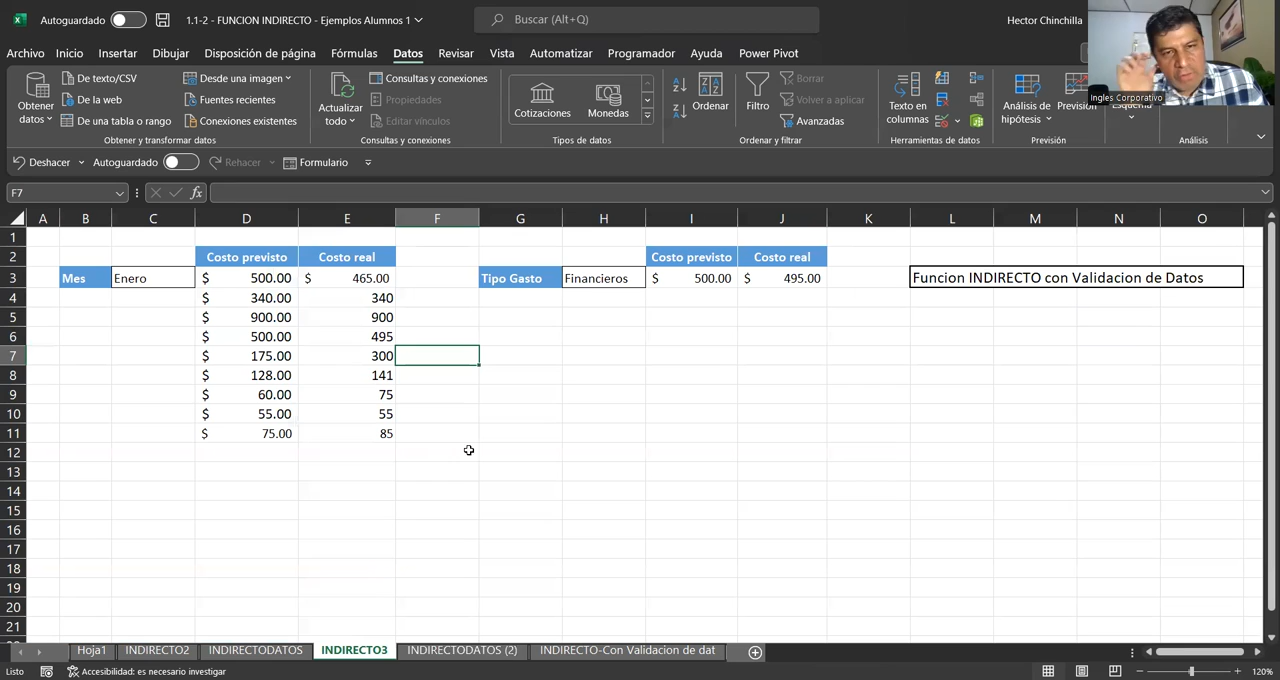 Autoguardado
1.1-2 - FUNCION INDIRECTO - Ejemplos Alumnos 1
Buscar (Alt+Q)
Hector Chinchilla
Archivo Inicio Insertar Dibujar Disposición de página Fórmulas Datos Revisar Vista Automatizar Programador Ayuda Power Pivot
Ingles Corporativo
Obtener datos
De texto/CSV
De la web
De una tabla o rango
Desde una imagen
Fuentes recientes
Conexiones existentes
Obtener y transformar datos
Actualizar todo
Consultas y conexiones
Propiedades
Editar vínculos
Consultas y conexiones
Cotizaciones
Monedas
Tipos de datos
Ordenar
Filtro
Borrar
Volver a aplicar
Avanzadas
Ordenar y filtrar
Texto en columnas
Herramientas de datos
Análisis de hipótesis
Previsión
Previsión
Análisis
Deshacer Autoguardado Rehacer Formulario
F7
fx
A B C D E F G H I J K L M N O
1
2 Costo previsto Costo real Costo previsto Costo real
3 Mes Enero $ 500.00 $ 465.00 Tipo Gasto Financieros $ 500.00 $ 495.00 Funcion INDIRECTO con Validacion de Datos
4 $ 340.00 340
5 $ 900.00 900
6 $ 500.00 495
7 $ 175.00 300
8 $ 128.00 141
9 $ 60.00 75
10 $ 55.00 55
11 $ 75.00 85
12
13
14
15
16
17
18
19
20
21
Hoja1 INDIRECTO2 INDIRECTODATOS INDIRECTO3 INDIRECTODATOS (2) INDIRECTO-Con Validacion de dat
Listo Accesibilidad: es necesario investigar 120%